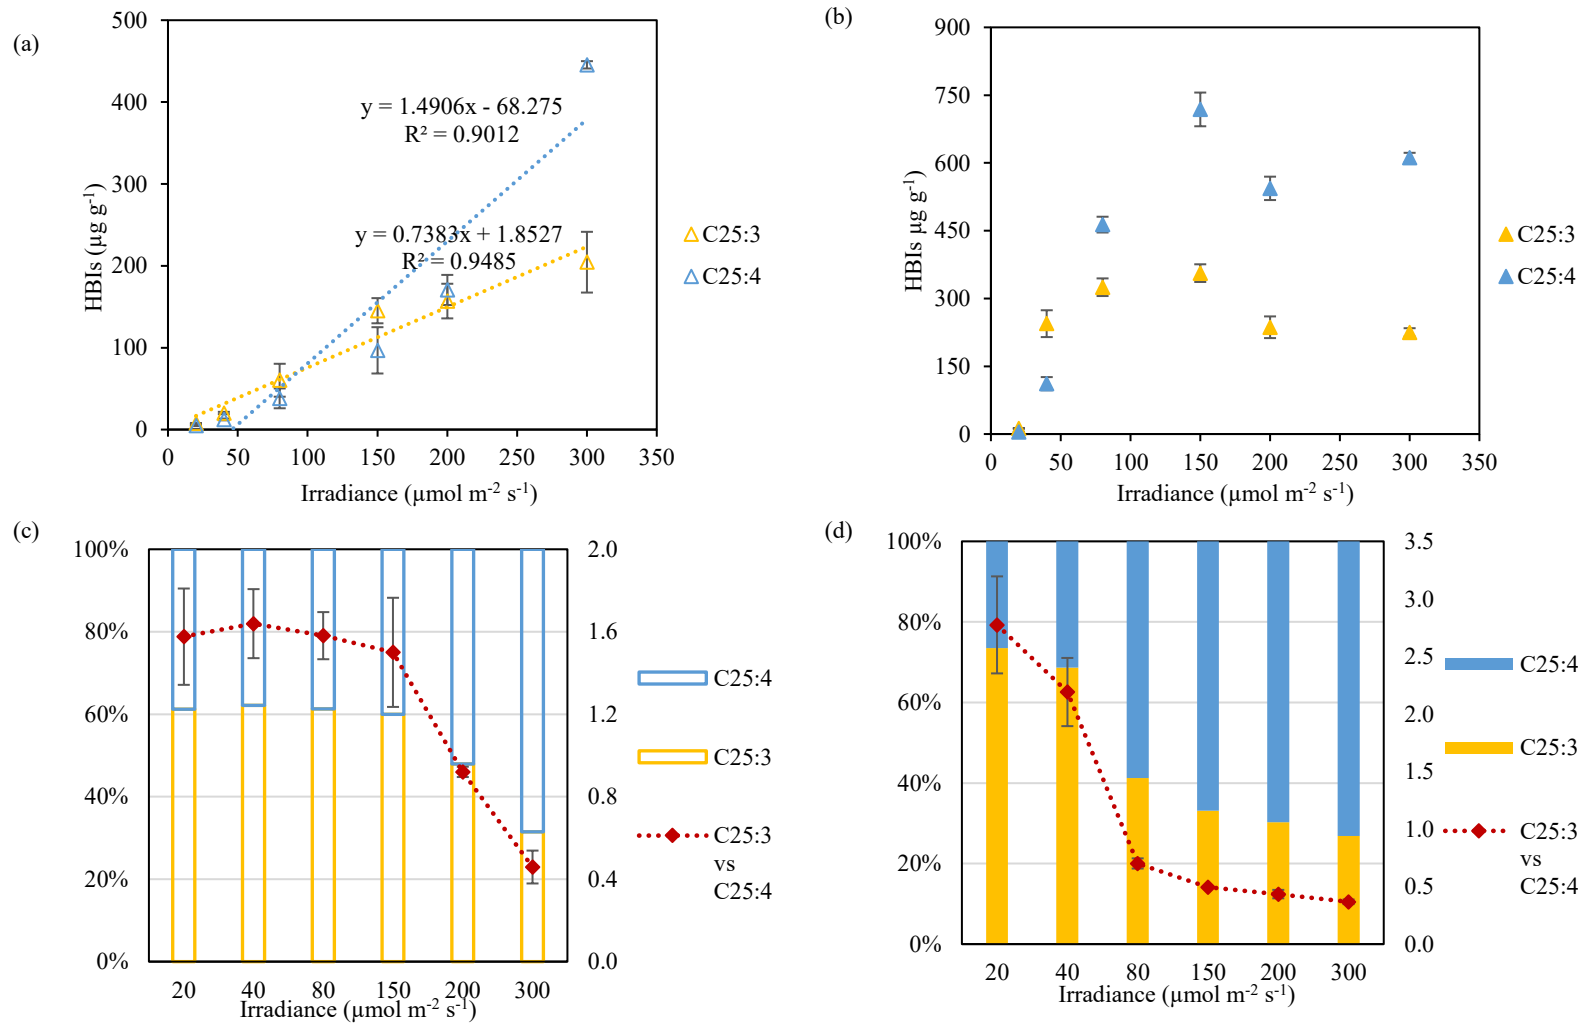 (a)
500
400
300
200
100
0
HBIs (µg g⁻¹)
y = 1.4906x - 68.275
R² = 0.9012
y = 0.7383x + 1.8527
R² = 0.9485
0 50 100 150 200 250 300 350
Irradiance (µmol m⁻² s⁻¹)
C25:3
C25:4
(b)
900
750
600
450
300
150
0
HBIs µg g⁻¹)
0 50 100 150 200 250 300 350
Irradiance (µmol m⁻² s⁻¹)
C25:3
C25:4
(c)
100%
80%
60%
40%
20%
0%
2.0
1.6
1.2
0.8
0.4
0.0
20 40 80 150 200 300
Irradiance (µmol m⁻² s⁻¹)
C25:4
C25:3
C25:3
vs
C25:4
(d)
100%
80%
60%
40%
20%
0%
3.5
3.0
2.5
2.0
1.5
1.0
0.5
0.0
20 40 80 150 200 300
Irradiance (µmol m⁻² s⁻¹)
C25:4
C25:3
C25:3
vs
C25:4